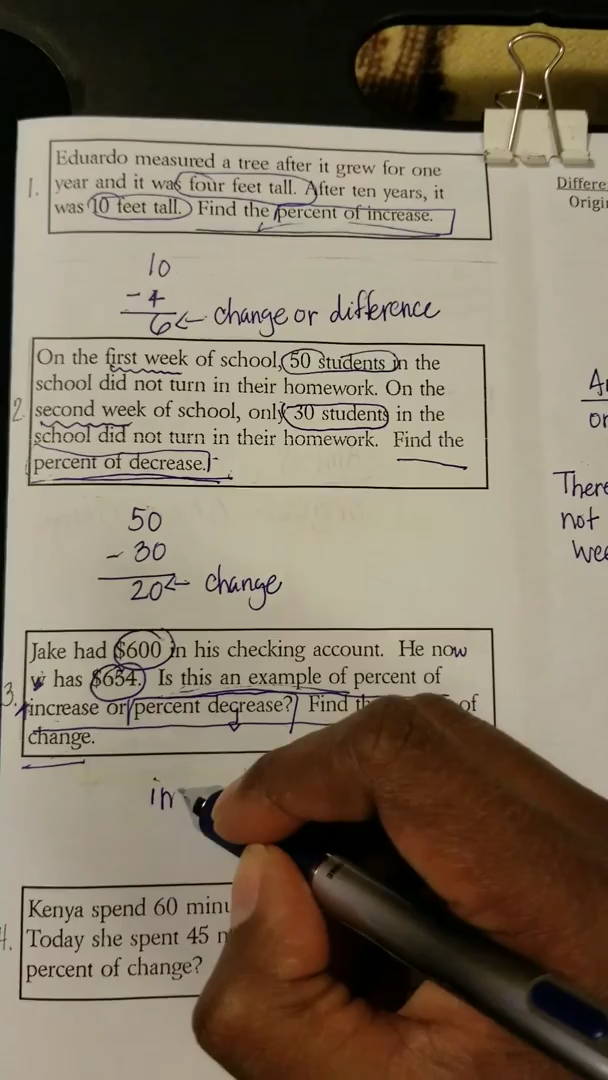 1. Eduardo measured a tree after it grew for one
year and it was four feet tall. After ten years, it
was 10 feet tall. Find the percent of increase.
10
- 4
6 ← change or difference
2. On the first week of school, 50 students in the
school did not turn in their homework. On the
second week of school, only 30 students in the
school did not turn in their homework. Find the
percent of decrease.
50
- 30
20 ← change
3. Jake had $600 in his checking account. He now
has $654. Is this an example of percent of
increase or percent decrease? Find of
change.
in
4. Kenya spend 60
Today she spent 45
percent of change?
Differe
Origi
or
There
not